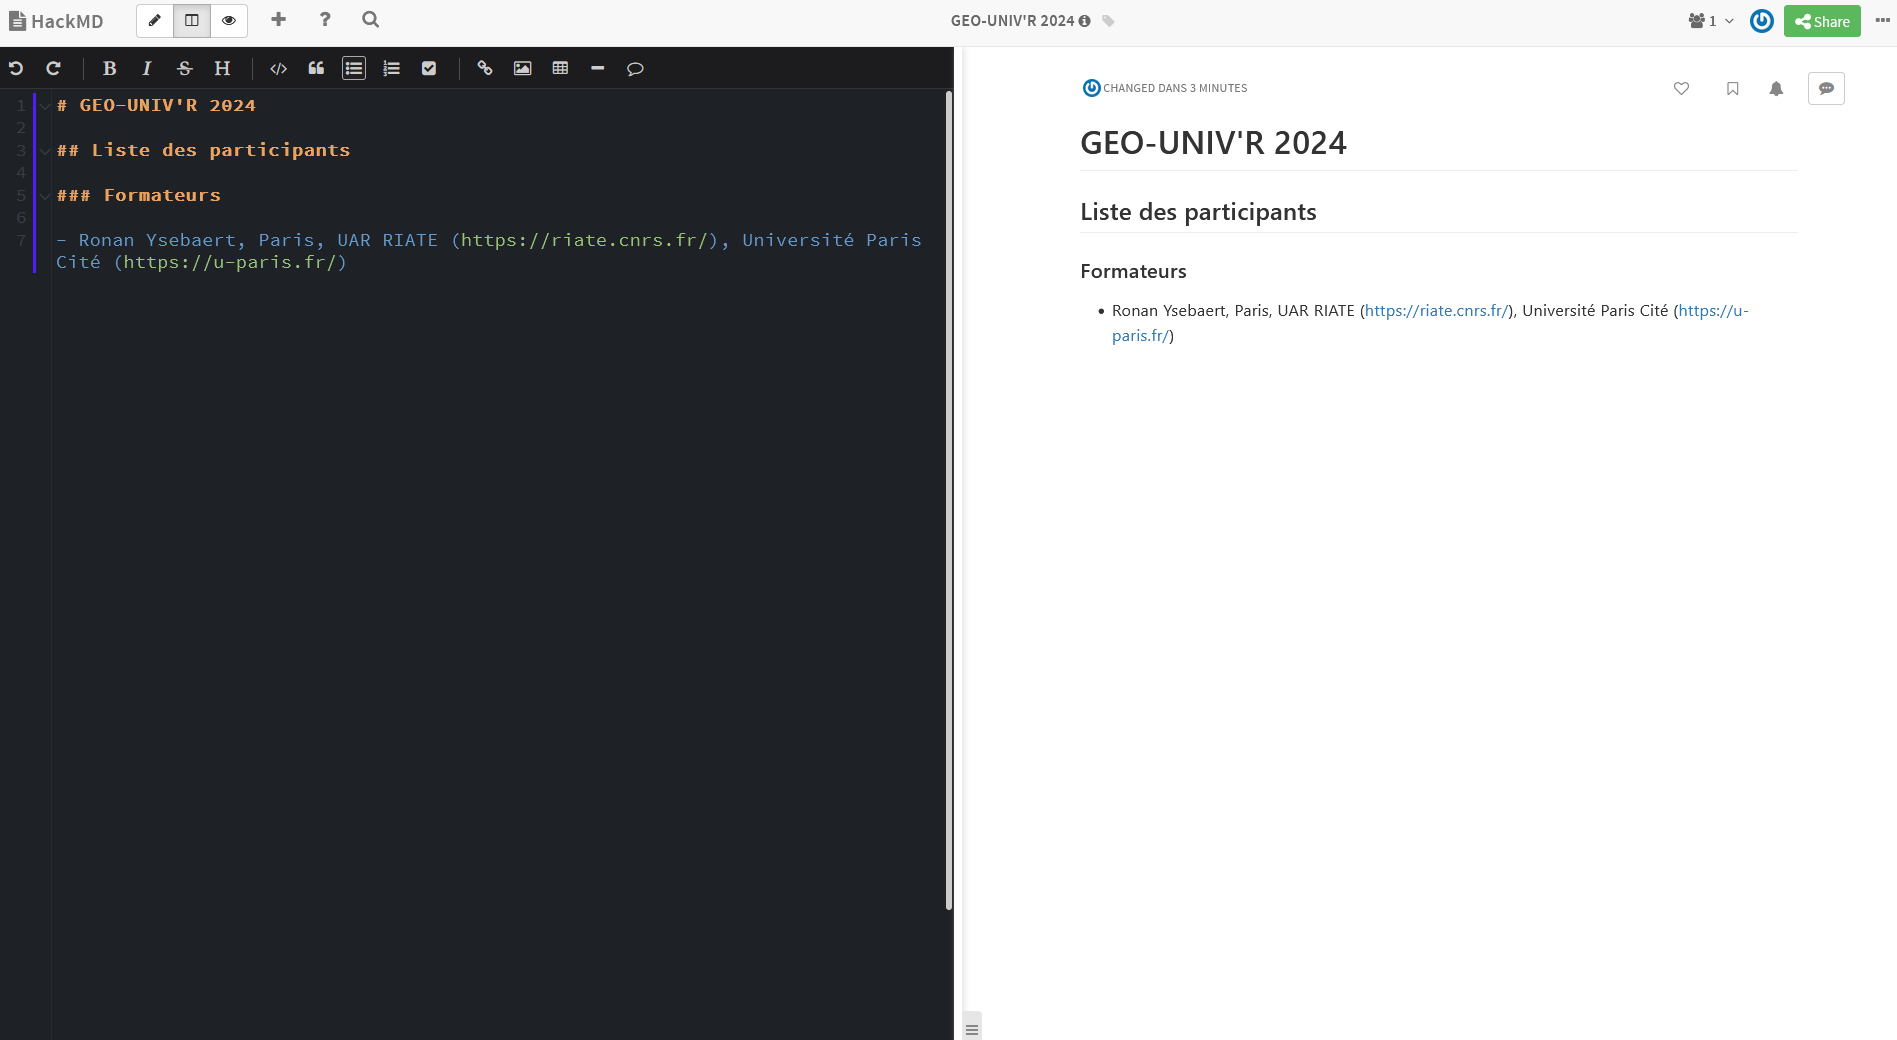 HackMD
GEO-UNIV'R 2024
1
Share
B I S H
1 # GEO-UNIV'R 2024
2
3 ## Liste des participants
4
5 ### Formateurs
6
7 - Ronan Ysebaert, Paris, UAR RIATE (https://riate.cnrs.fr/), Université Paris
Cité (https://u-paris.fr/)
CHANGED DANS 3 MINUTES
GEO-UNIV'R 2024
Liste des participants
Formateurs
• Ronan Ysebaert, Paris, UAR RIATE (https://riate.cnrs.fr/), Université Paris Cité (https://u-
paris.fr/)